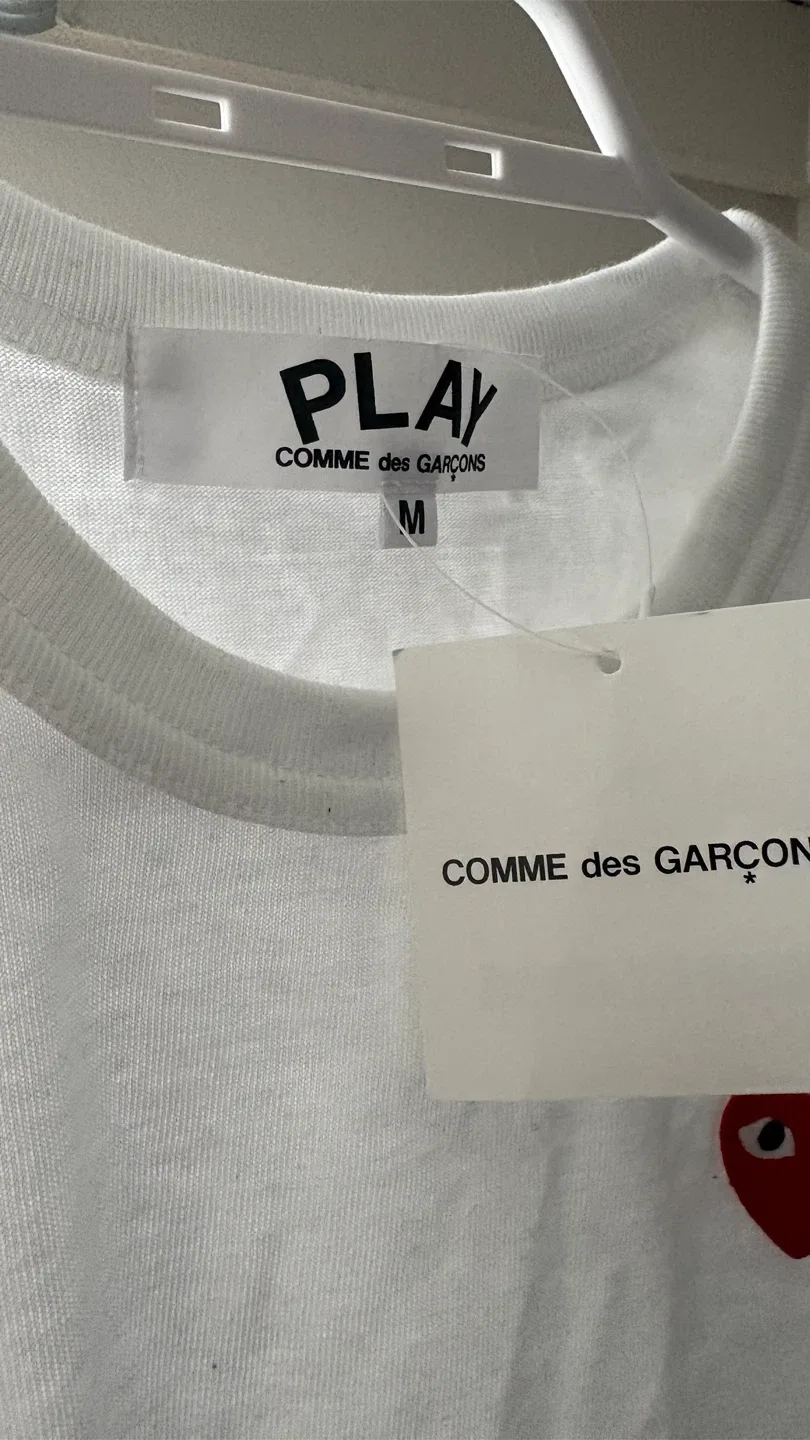 PLAY
COMME des GARÇONS
*
M
COMME des GARÇON
*